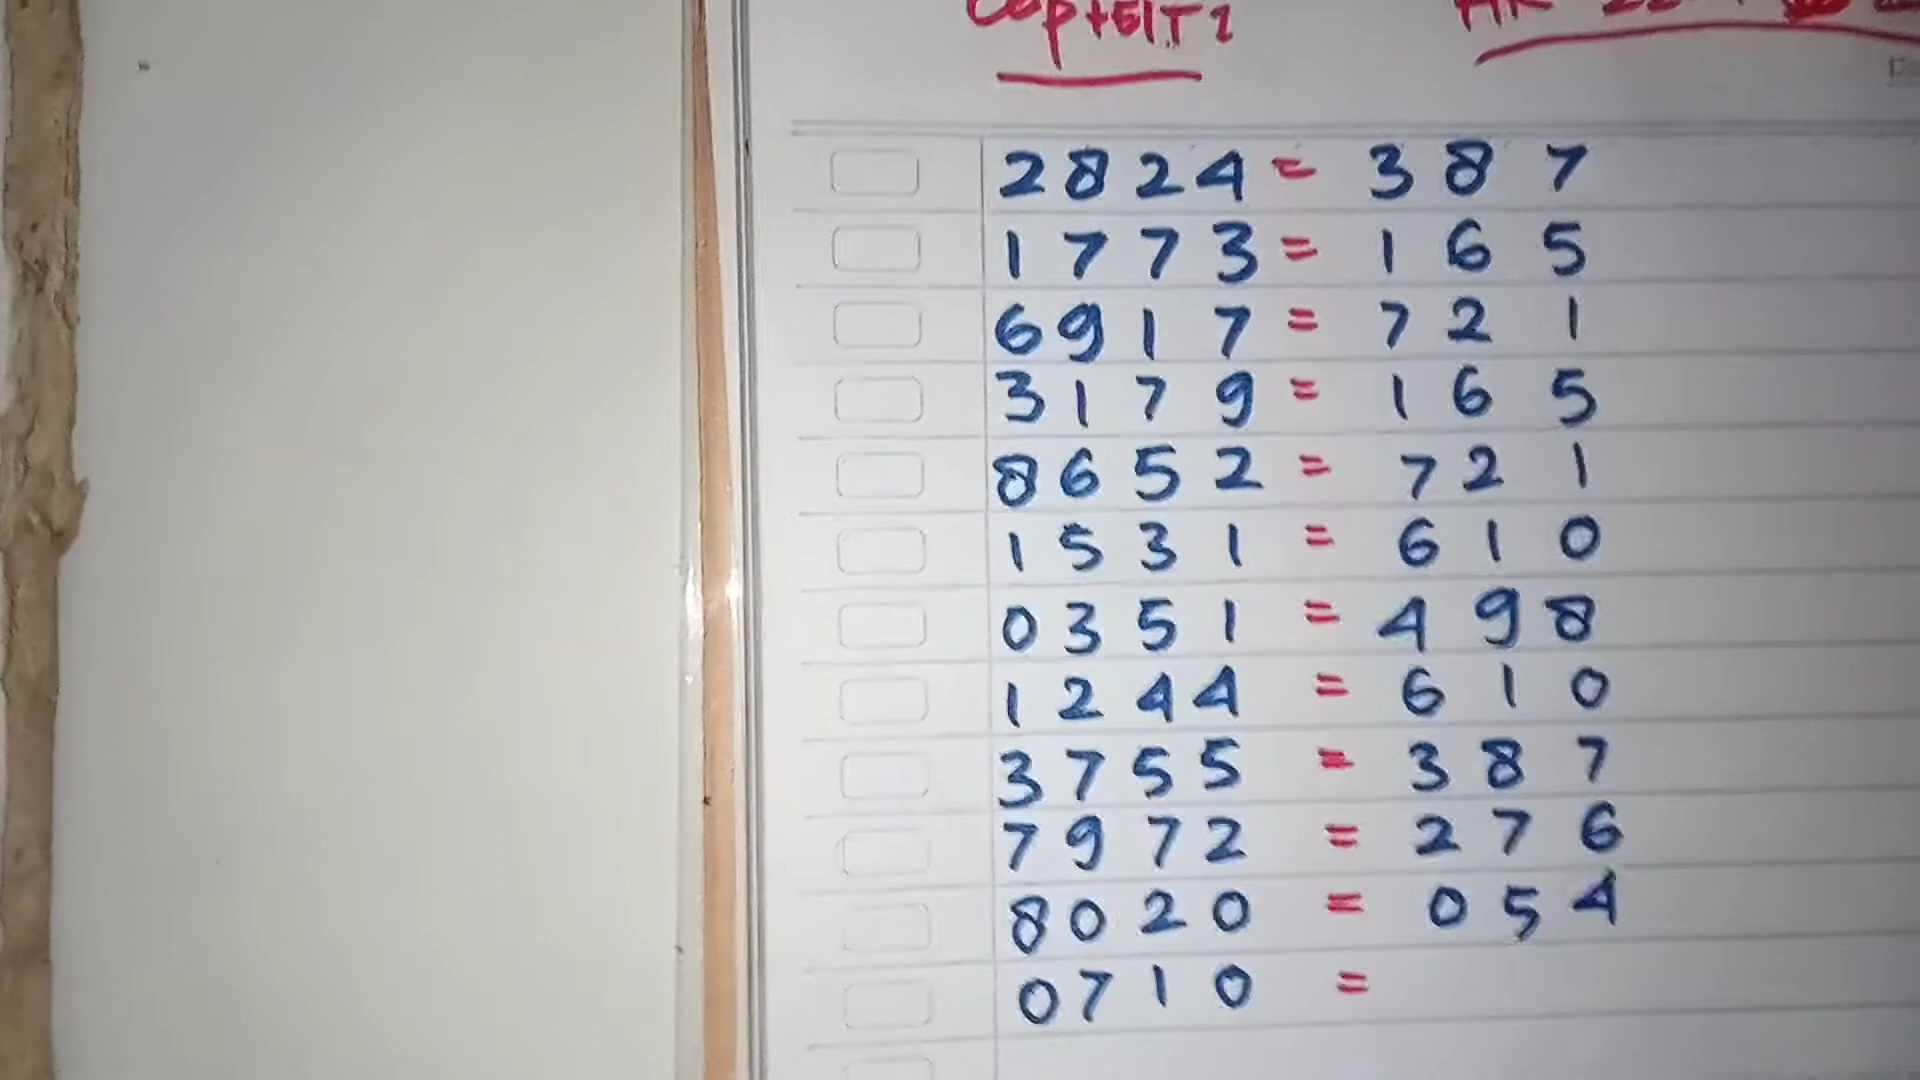 2824 = 387
1773 = 165
6917 = 721
3179 = 165
8652 = 721
1531 = 610
0351 = 498
1244 = 610
3755 = 387
7972 = 276
8020 = 054
0710 =